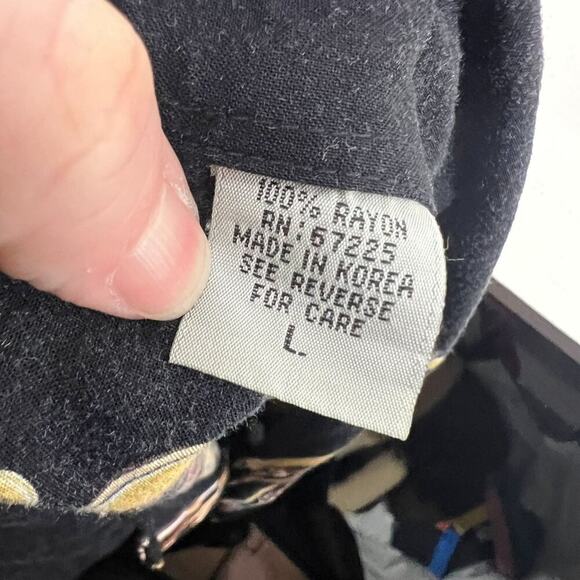 100% RAYON
RN: 67225
MADE IN KOREA
SEE REVERSE
FOR CARE
L.